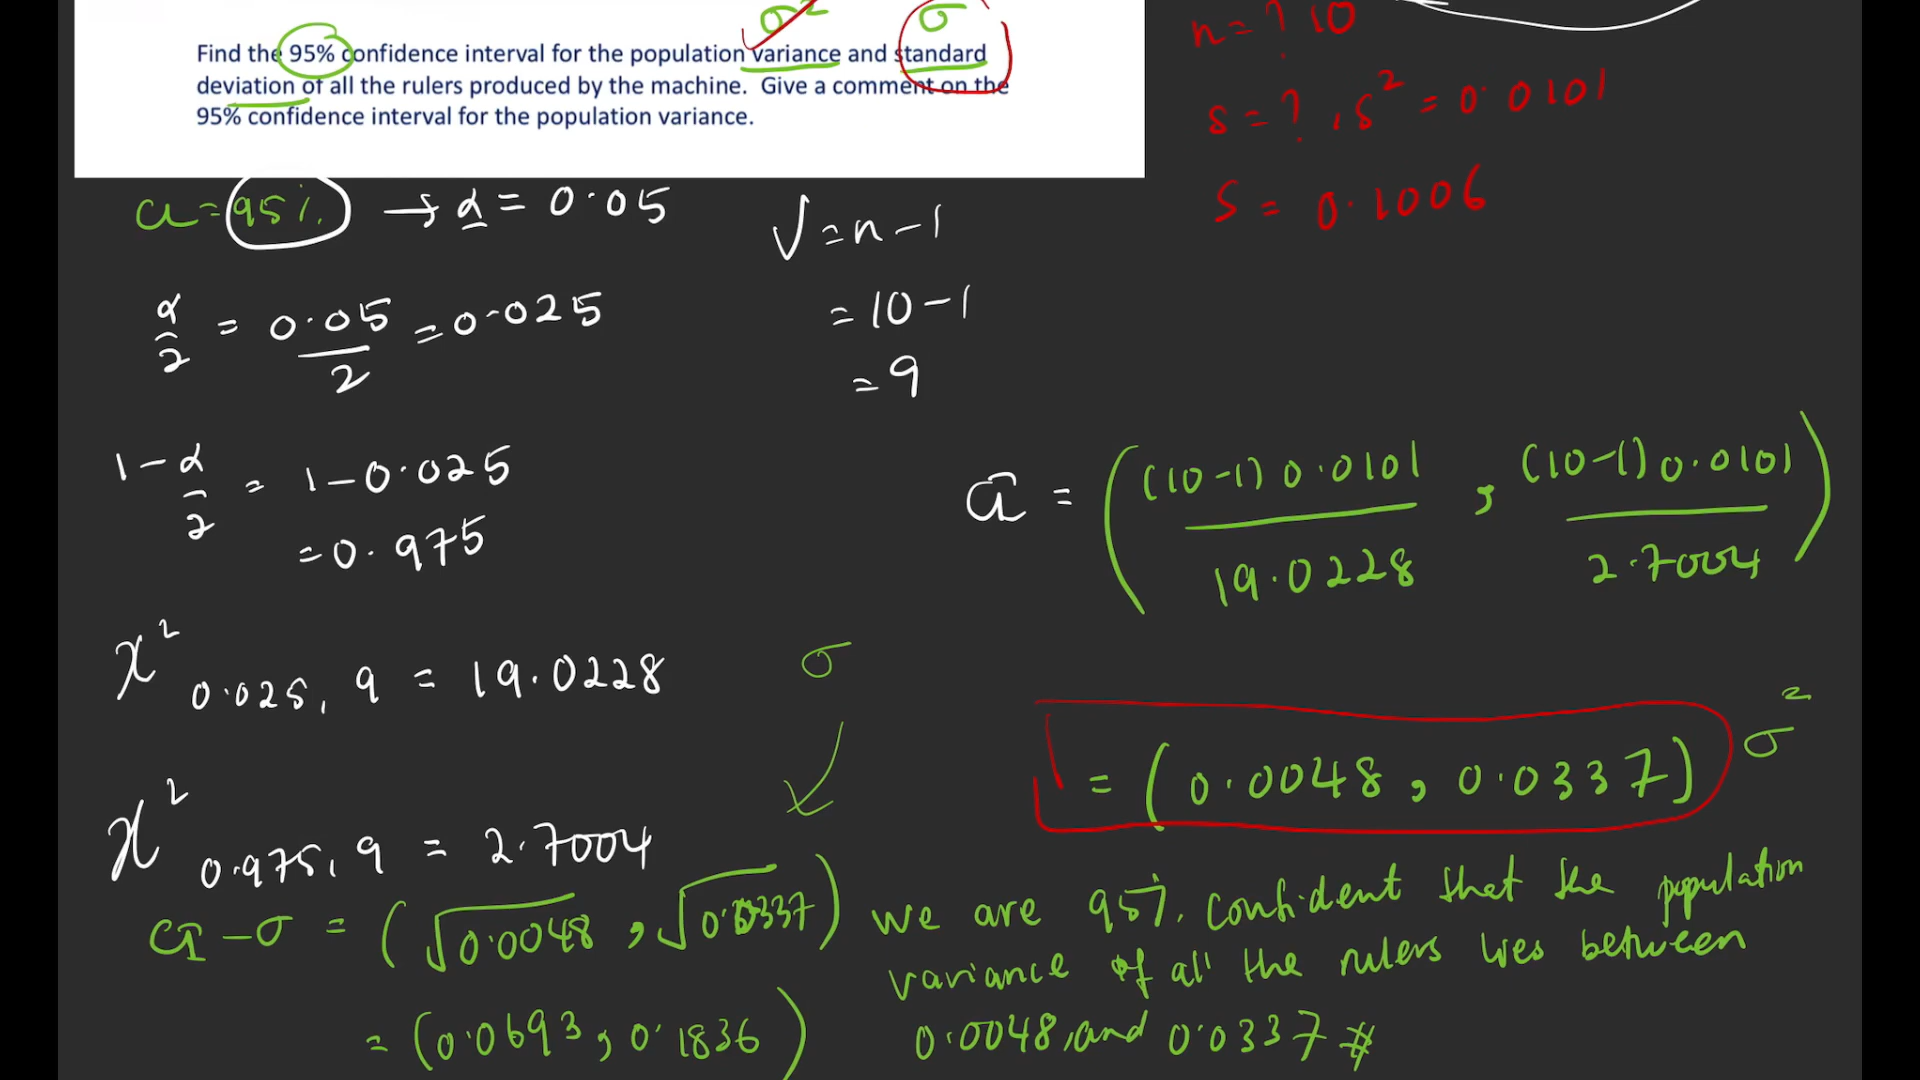 σ² σ
Find the 95% confidence interval for the population variance and standard
deviation of all the rulers produced by the machine. Give a comment on the
95% confidence interval for the population variance.
n = ? 10
s = ? , s² = 0.0101
S = 0.1006
CI = 95% → α = 0.05
α/2 = 0.05/2 = 0.025
1 - α/2 = 1 - 0.025
= 0.975
χ² 0.025, 9 = 19.0228
χ² 0.975, 9 = 2.7004
V = n - 1
= 10 - 1
= 9
CI = ( (10-1) 0.0101 / 19.0228 , (10-1) 0.0101 / 2.7004 )
= ( 0.0048 , 0.0337 ) σ²
σ
CI - σ = ( √0.0048 , √0.0337 )
= ( 0.0693 , 0.1836 )
we are 95% confident that the population
variance of all the rulers lies between
0.0048 and 0.0337 #